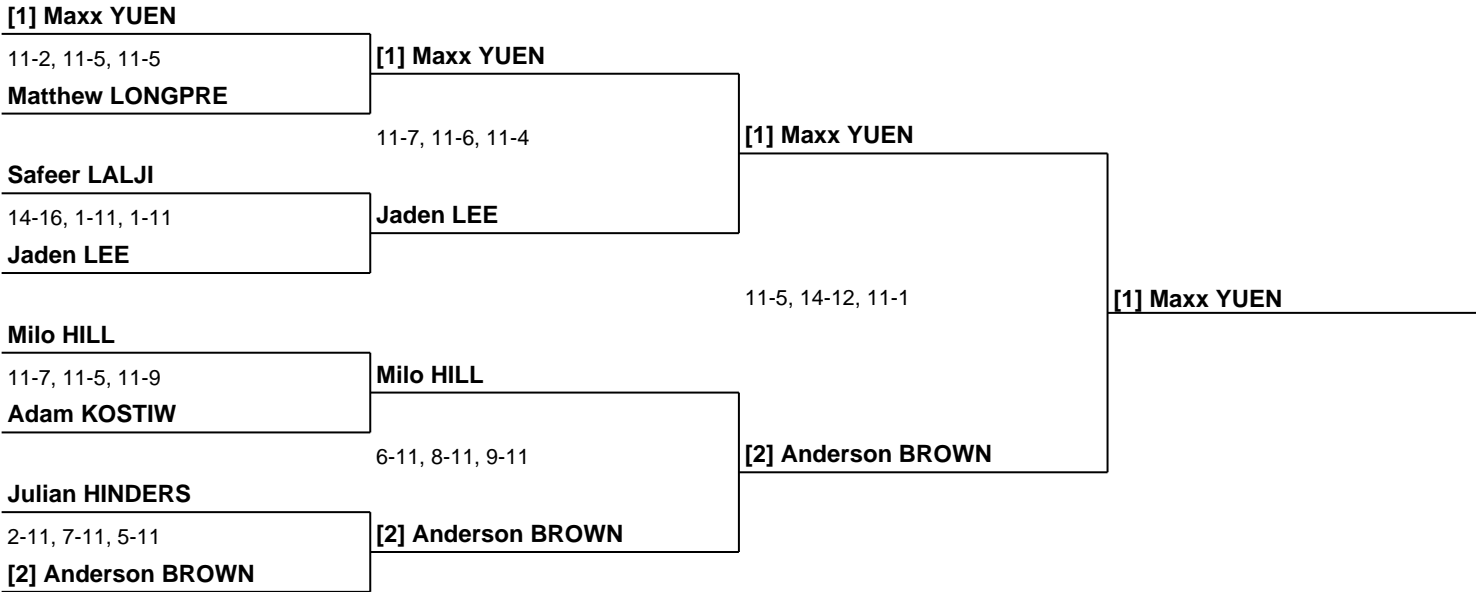 [1] Maxx YUEN
11-2, 11-5, 11-5
Matthew LONGPRE
[1] Maxx YUEN
11-7, 11-6, 11-4
Safeer LALJI
14-16, 1-11, 1-11
Jaden LEE
Jaden LEE
[1] Maxx YUEN
11-5, 14-12, 11-1
[1] Maxx YUEN
Milo HILL
11-7, 11-5, 11-9
Adam KOSTIW
Milo HILL
6-11, 8-11, 9-11
[2] Anderson BROWN
Julian HINDERS
2-11, 7-11, 5-11
[2] Anderson BROWN
[2] Anderson BROWN